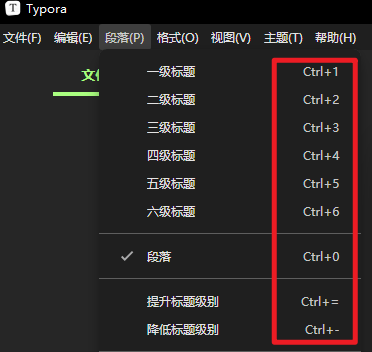 T Typora
文件(F) 编辑(E) 段落(P) 格式(O) 视图(V) 主题(T) 帮助(H)
文
一级标题 Ctrl+1
二级标题 Ctrl+2
三级标题 Ctrl+3
四级标题 Ctrl+4
五级标题 Ctrl+5
六级标题 Ctrl+6
段落 Ctrl+0
提升标题级别 Ctrl+=
降低标题级别 Ctrl+-